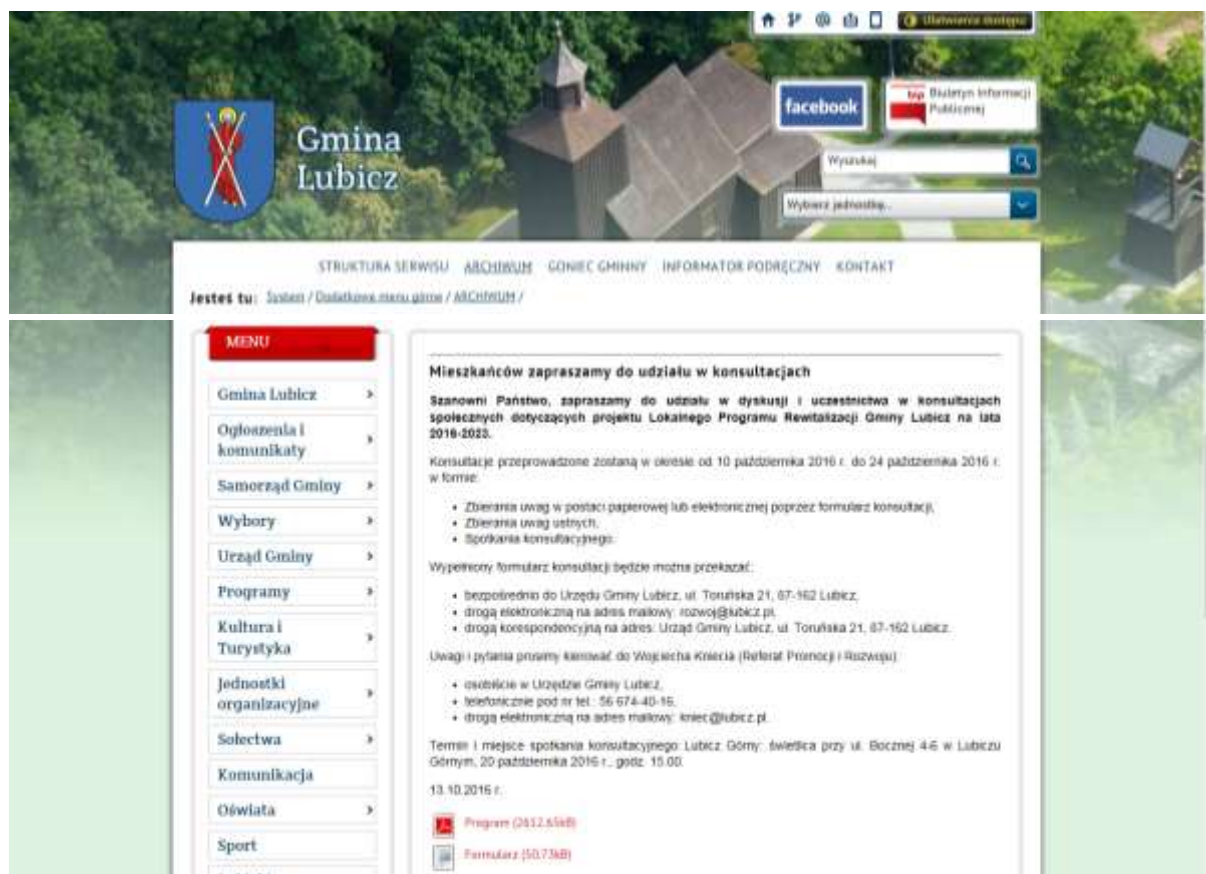 Ułatwienia dostępu
facebook
bip Biuletyn Informacji
Publicznej
Gmina
Lubicz
Wyszukaj
Wybierz jednostkę...
STRUKTURA SERWISU ARCHIWUM GONIEC GMINNY INFORMATOR PODRĘCZNY KONTAKT
Jesteś tu: System / Dodatkowe menu górne / ARCHIWUM /
MENU
Gmina Lubicz
Ogłoszenia i
komunikaty
Samorząd Gminy
Wybory
Urząd Gminy
Programy
Kultura i
Turystyka
Jednostki
organizacyjne
Sołectwa
Komunikacja
Oświata
Sport
Mieszkańców zapraszamy do udziału w konsultacjach
Szanowni Państwo, zapraszamy do udziału w dyskusji i uczestnictwa w konsultacjach
społecznych dotyczących projektu Lokalnego Programu Rewitalizacji Gminy Lubicz na lata
2016-2023.
Konsultacje przeprowadzone zostaną w okresie od 10 października 2016 r. do 24 października 2016 r.
w formie:
• Zbierania uwag w postaci papierowej lub elektronicznej poprzez formularz konsultacji,
• Zbierania uwag ustnych,
• Spotkania konsultacyjnego.
Wypełniony formularz konsultacji będzie można przekazać:
• bezpośrednio do Urzędu Gminy Lubicz, ul. Toruńska 21, 87-162 Lubicz,
• drogą elektroniczną na adres mailowy: rozwoj@lubicz.pl,
• drogą korespondencyjną na adres: Urząd Gminy Lubicz, ul. Toruńska 21, 87-162 Lubicz.
Uwagi i pytania prosimy kierować do Wojciecha Kniecia (Referat Promocji i Rozwoju):
• osobiście w Urzędzie Gminy Lubicz,
• telefonicznie pod nr tel.: 56 674-40-16,
• drogą elektroniczną na adres mailowy: kniec@lubicz.pl.
Termin i miejsce spotkania konsultacyjnego: Lubicz Górny: świetlica przy ul. Bocznej 4-6 w Lubiczu
Górnym, 20 października 2016 r., godz. 15.00.
13.10.2016 r.
Program (2612.65kB)
Formularz (50.73kB)